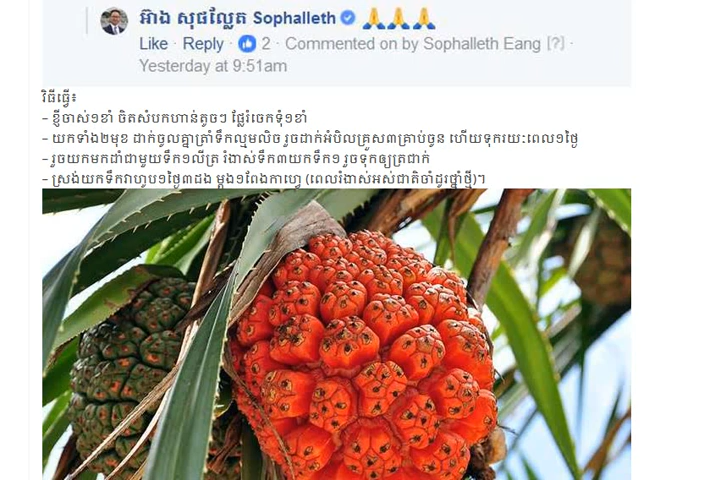 អ៊ាង សុផល្លែត Sophalleth
Like · Reply · 2 · Commented on by Sophalleth Eang [?] ·
Yesterday at 9:51am
វិធីធ្វើ៖
- ខ្ញីចាស់១ខាំ ចិតសំបកហាន់តូចៗ ផ្លែរំចេកទុំ១ខាំ
- យកទាំង២មុខ ដាក់ចូលគ្នាត្រាំទឹកល្មមលិច រួចដាក់អំបិលគ្រួស៣គ្រាប់ចូន ហើយទុករយៈពេល១ថ្ងៃ
- រួចយកមកដាំជាមួយទឹក១លីត្រ រំងាស់ទឹក៣យកទឹក១ រួចទុកឲ្យត្រជាក់
- ស្រង់យកទឹកវាហូប១ថ្ងៃ៣ដង ម្ដង១ពែងកាហ្វេ (ពេលរំងាស់អស់ជាតិចាំដូរថ្នាំថ្មី)។